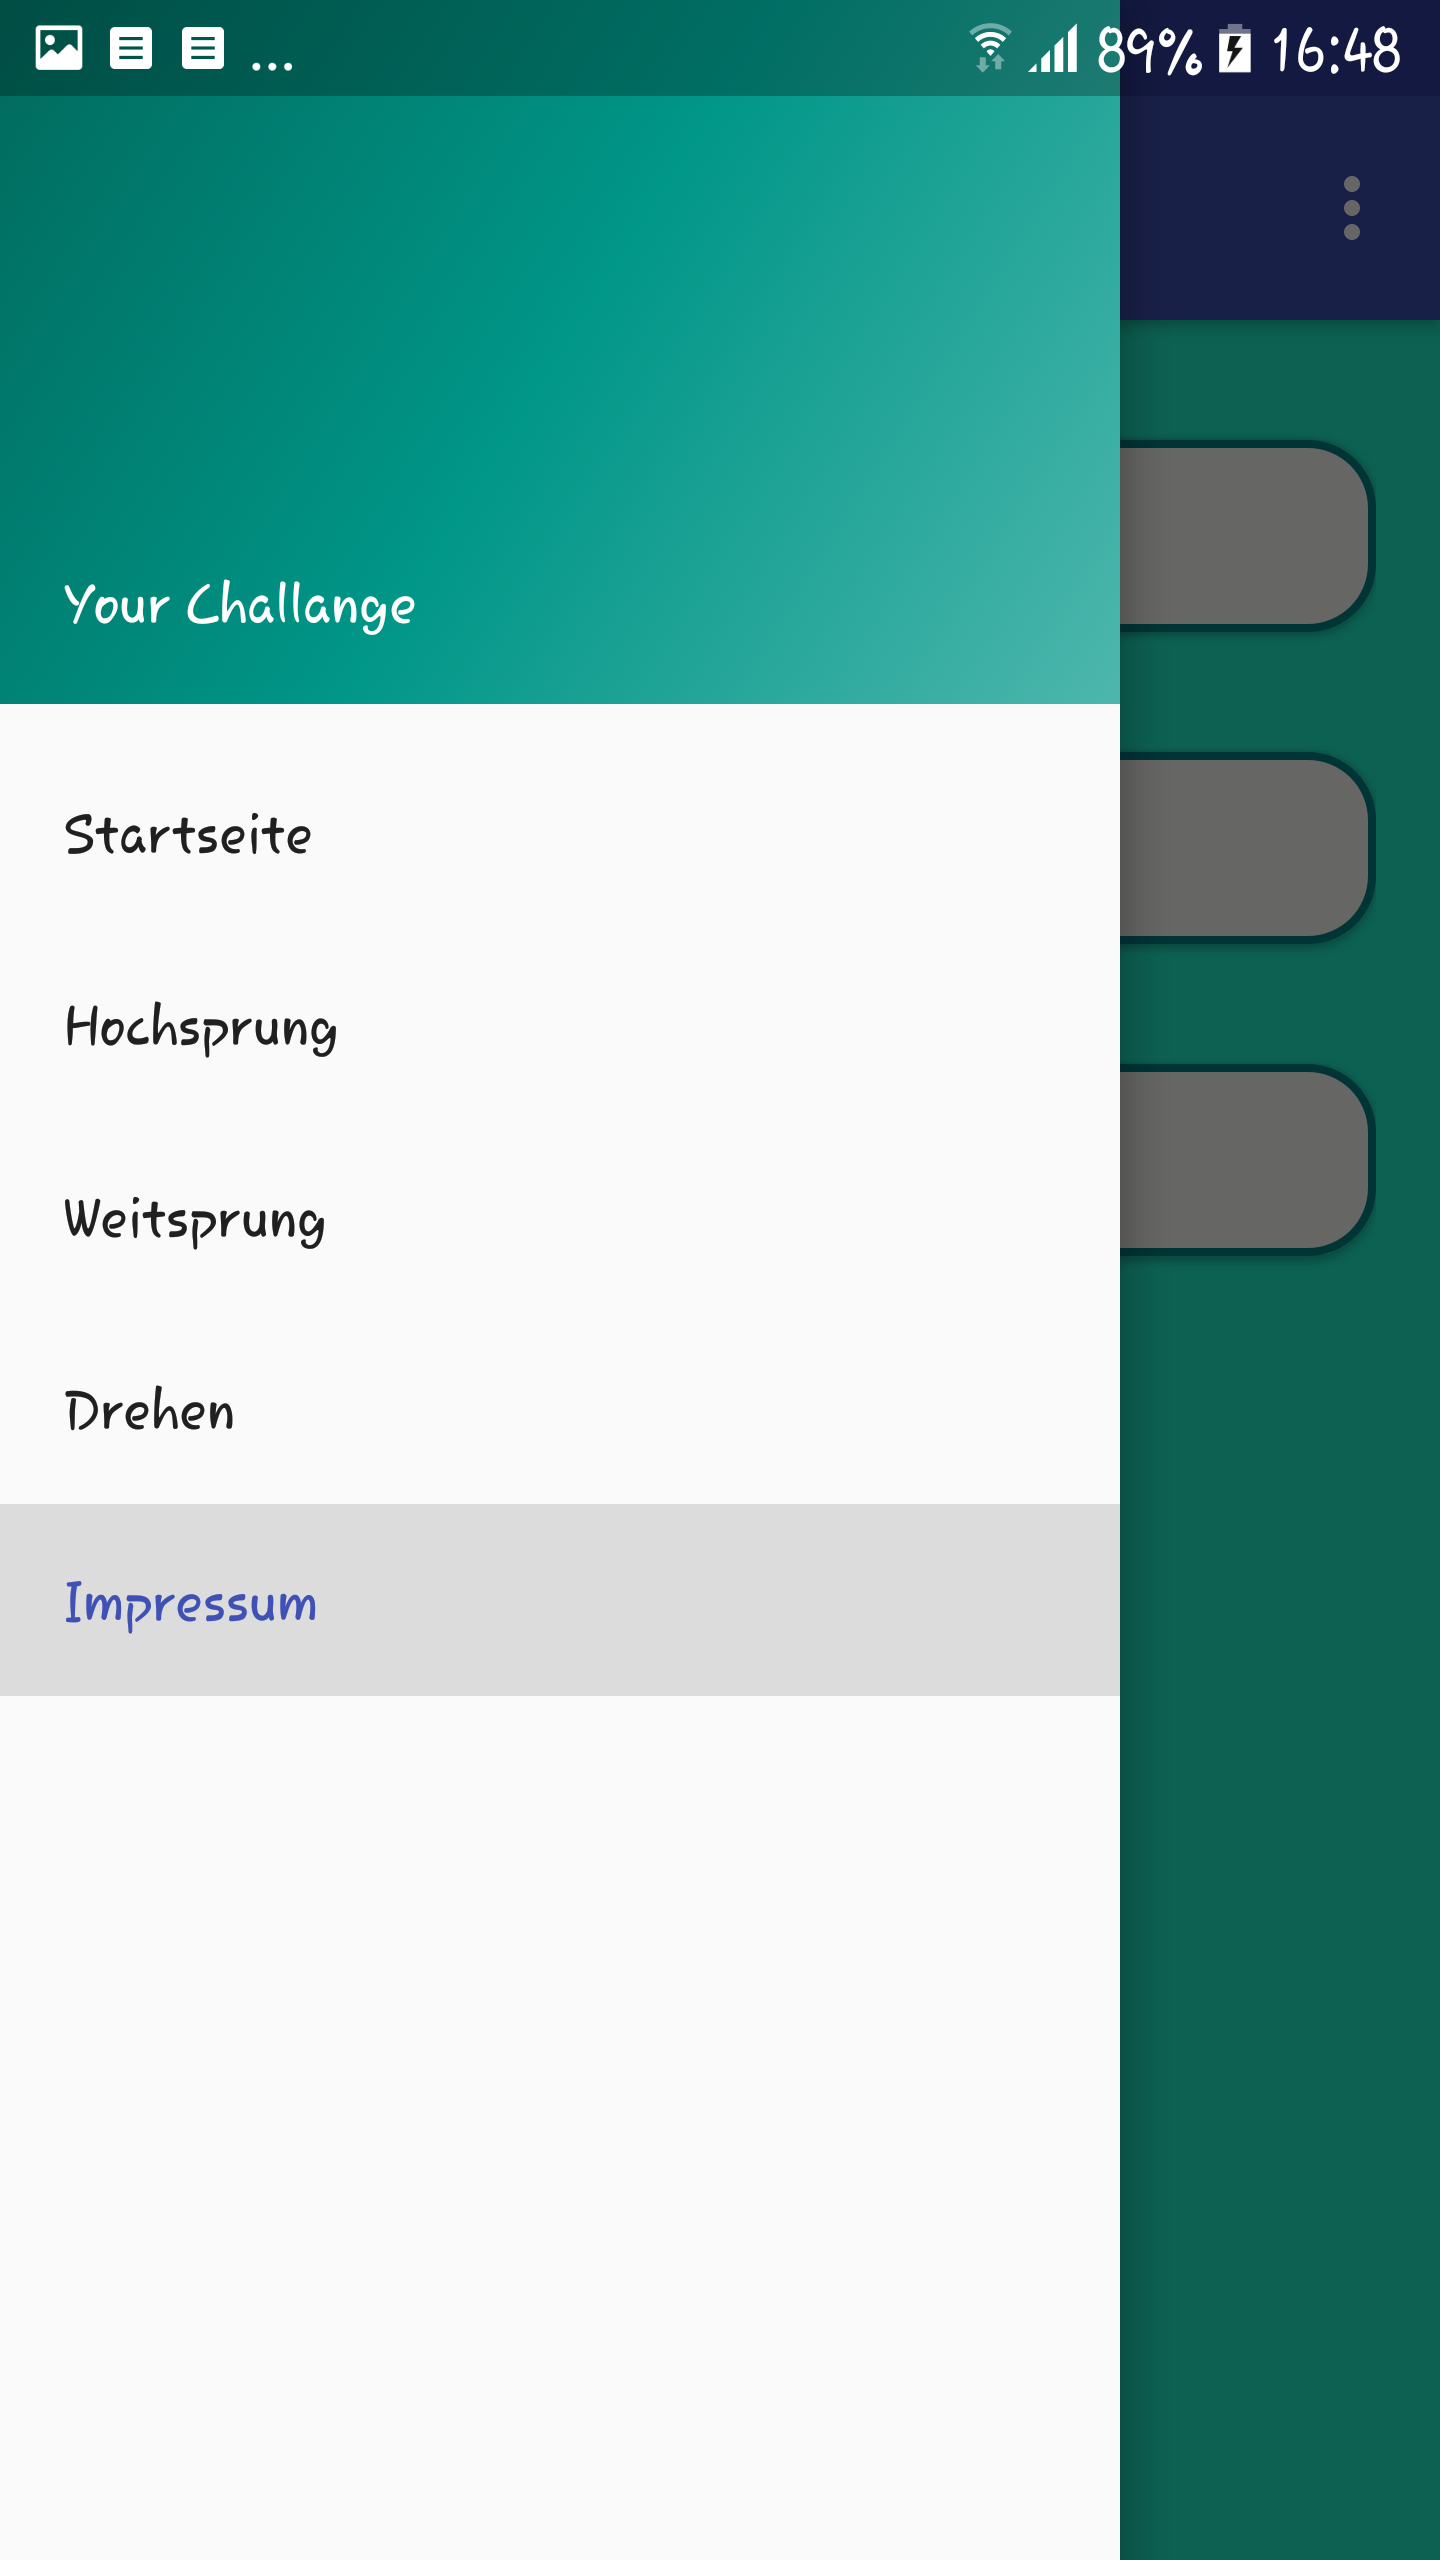 ... 89% 16:48
Your Challange
Startseite
Hochsprung
Weitsprung
Drehen
Impressum